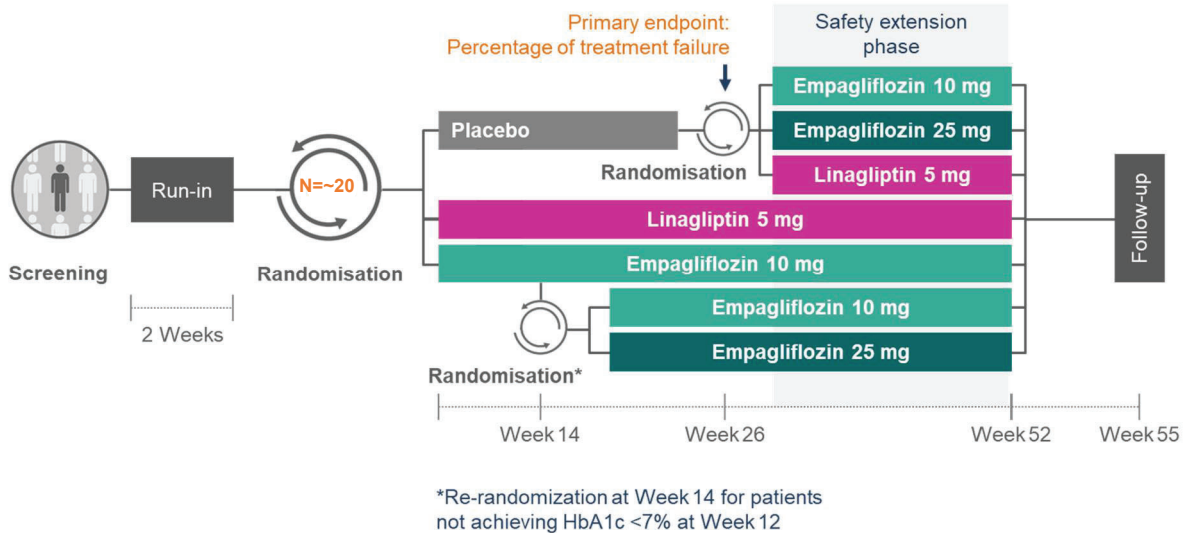 Primary endpoint:
Percentage of treatment failure
Safety extension
phase
Empagliflozin 10 mg
Placebo
Empagliflozin 25 mg
Randomisation
Linagliptin 5 mg
Run-in
N=~20
Linagliptin 5 mg
Screening
Randomisation
Empagliflozin 10 mg
Follow-up
Empagliflozin 10 mg
2 Weeks
Empagliflozin 25 mg
Randomisation*
Week 14
Week 26
Week 52
Week 55
*Re-randomization at Week 14 for patients
not achieving HbA1c <7% at Week 12